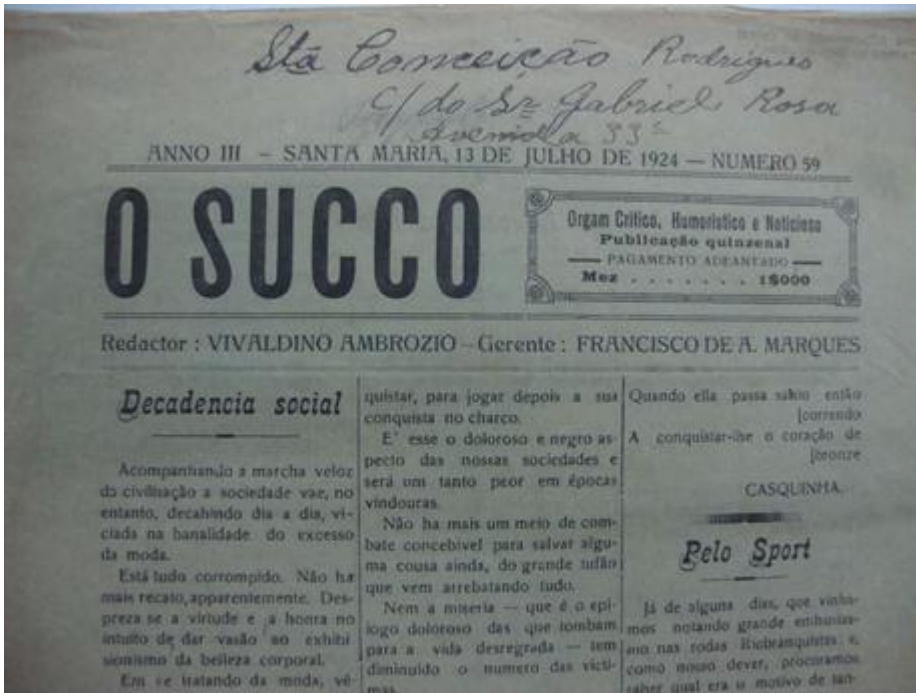 Sta Conceição Rodrigues
C/ do Sr Gabriel Rosa
Avenida 33
ANNO III – SANTA MARIA, 13 DE JULHO DE 1924 — NUMERO 59
O SUCCO
Orgam Critico, Humoristico e Noticioso
Publicação quinzenal
PAGAMENTO ADEANTADO
Mez . . . . . . . 1$000
Redactor : VIVALDINO AMBROZIO – Gerente : FRANCISCO DE A. MARQUES
Decadencia social
Acompanhando a marcha veloz
da civilisação a sociedade vae, no
entanto, decahindo dia a dia, vi-
ciada na banalidade do excesso
da moda.
Está tudo corrompido. Não ha
mais recato, apparentemente. Des-
preza se a virtude e a honra no
intuito de dar vasão ao exhibi
sionismo da belleza corporal.
Em se tratando da moda, vê-
quistar, para jogar depois a sua
conquista no charco.
E' esse o doloroso e negro as-
pecto das nossas sociedades e
será um tanto peor em épocas
vindouras.
Não ha mais um meio de com-
bate concebivel para salvar algu-
ma cousa ainda, do grande tufão
que vem arrebatando tudo.
Nem a miseria — que é o epi-
logo doloroso das que tombam
para a vida desregrada — tem
diminuido o numero das victi-
mas.
Quando ella passa saio então
[correndo
A conquistar-lhe o coração de
[bronze
CASQUINHA.
Pelo Sport
Já de alguns dias, que vinha-
mos notando grande enthusias-
mo nas rodas Riobranquistas e,
como nosso dever, procuramos
saber qual era o motivo de tan-